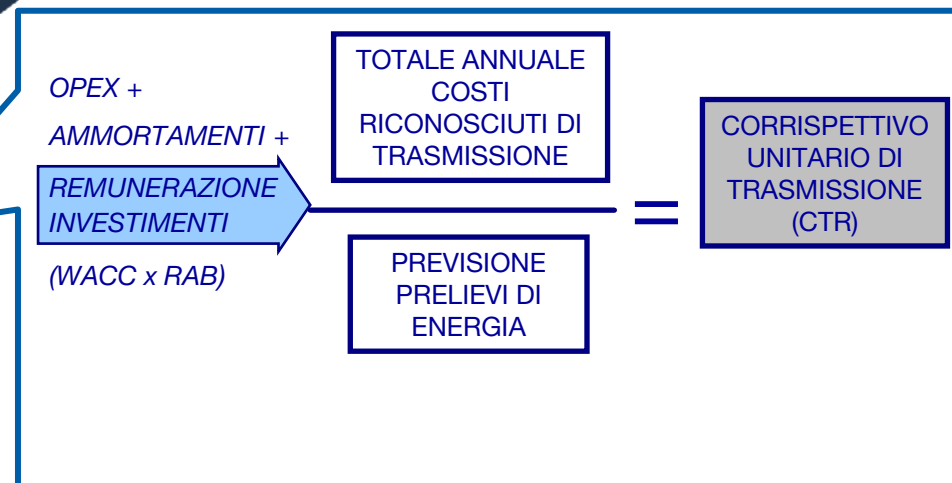 OPEX +
AMMORTAMENTI +
REMUNERAZIONE
INVESTIMENTI
(WACC x RAB)
TOTALE ANNUALE
COSTI
RICONOSCIUTI DI
TRASMISSIONE
PREVISIONE
PRELIEVI DI
ENERGIA
=
CORRISPETTIVO
UNITARIO DI
TRASMISSIONE
(CTR)